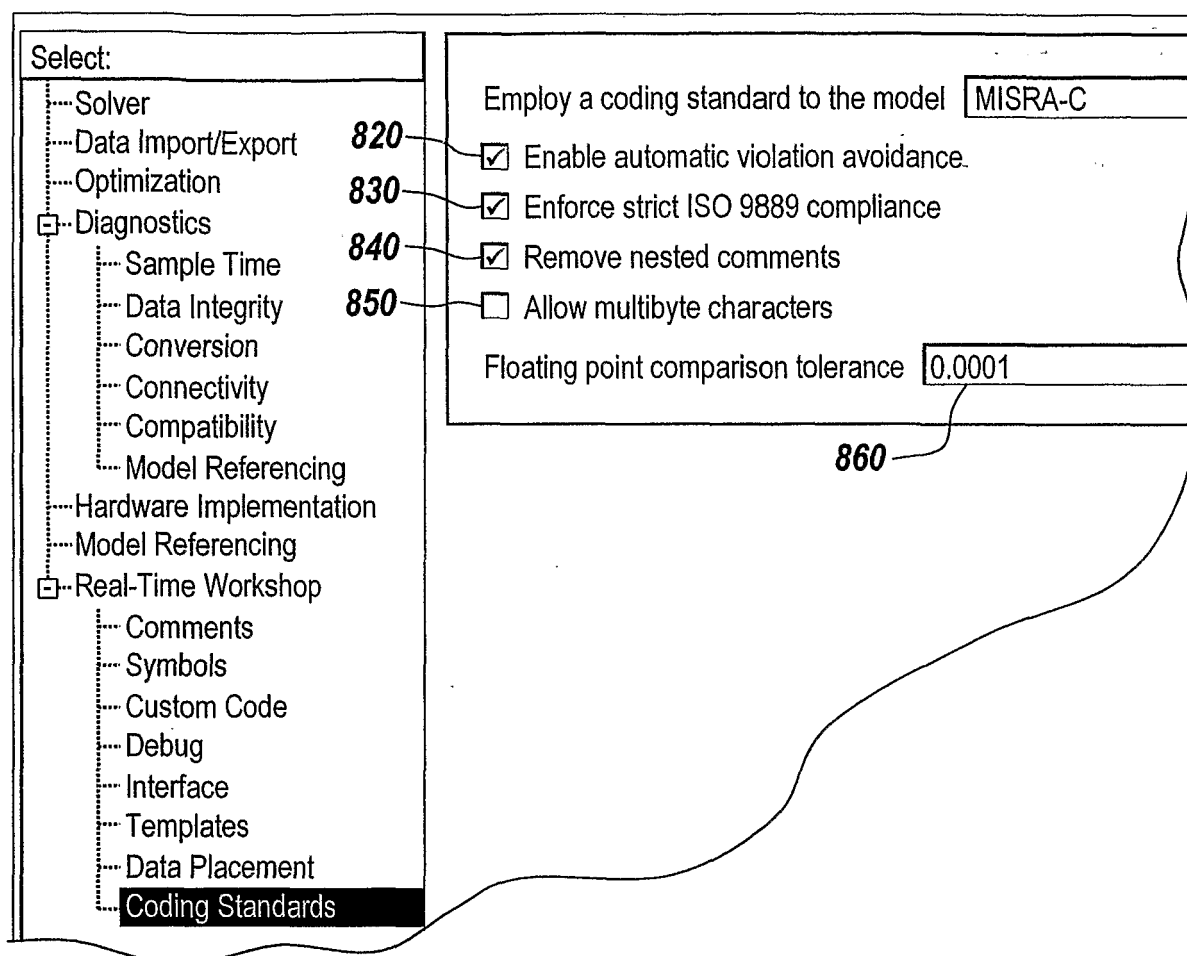 Select:
Solver
Data Import/Export
Optimization
Diagnostics
Sample Time
Data Integrity
Conversion
Connectivity
Compatibility
Model Referencing
Hardware Implementation
Model Referencing
Real-Time Workshop
Comments
Symbols
Custom Code
Debug
Interface
Templates
Data Placement
Coding Standards
Employ a coding standard to the model MISRA-C
820 Enable automatic violation avoidance
830 Enforce strict ISO 9889 compliance
840 Remove nested comments
850 Allow multibyte characters
Floating point comparison tolerance 0.0001
860